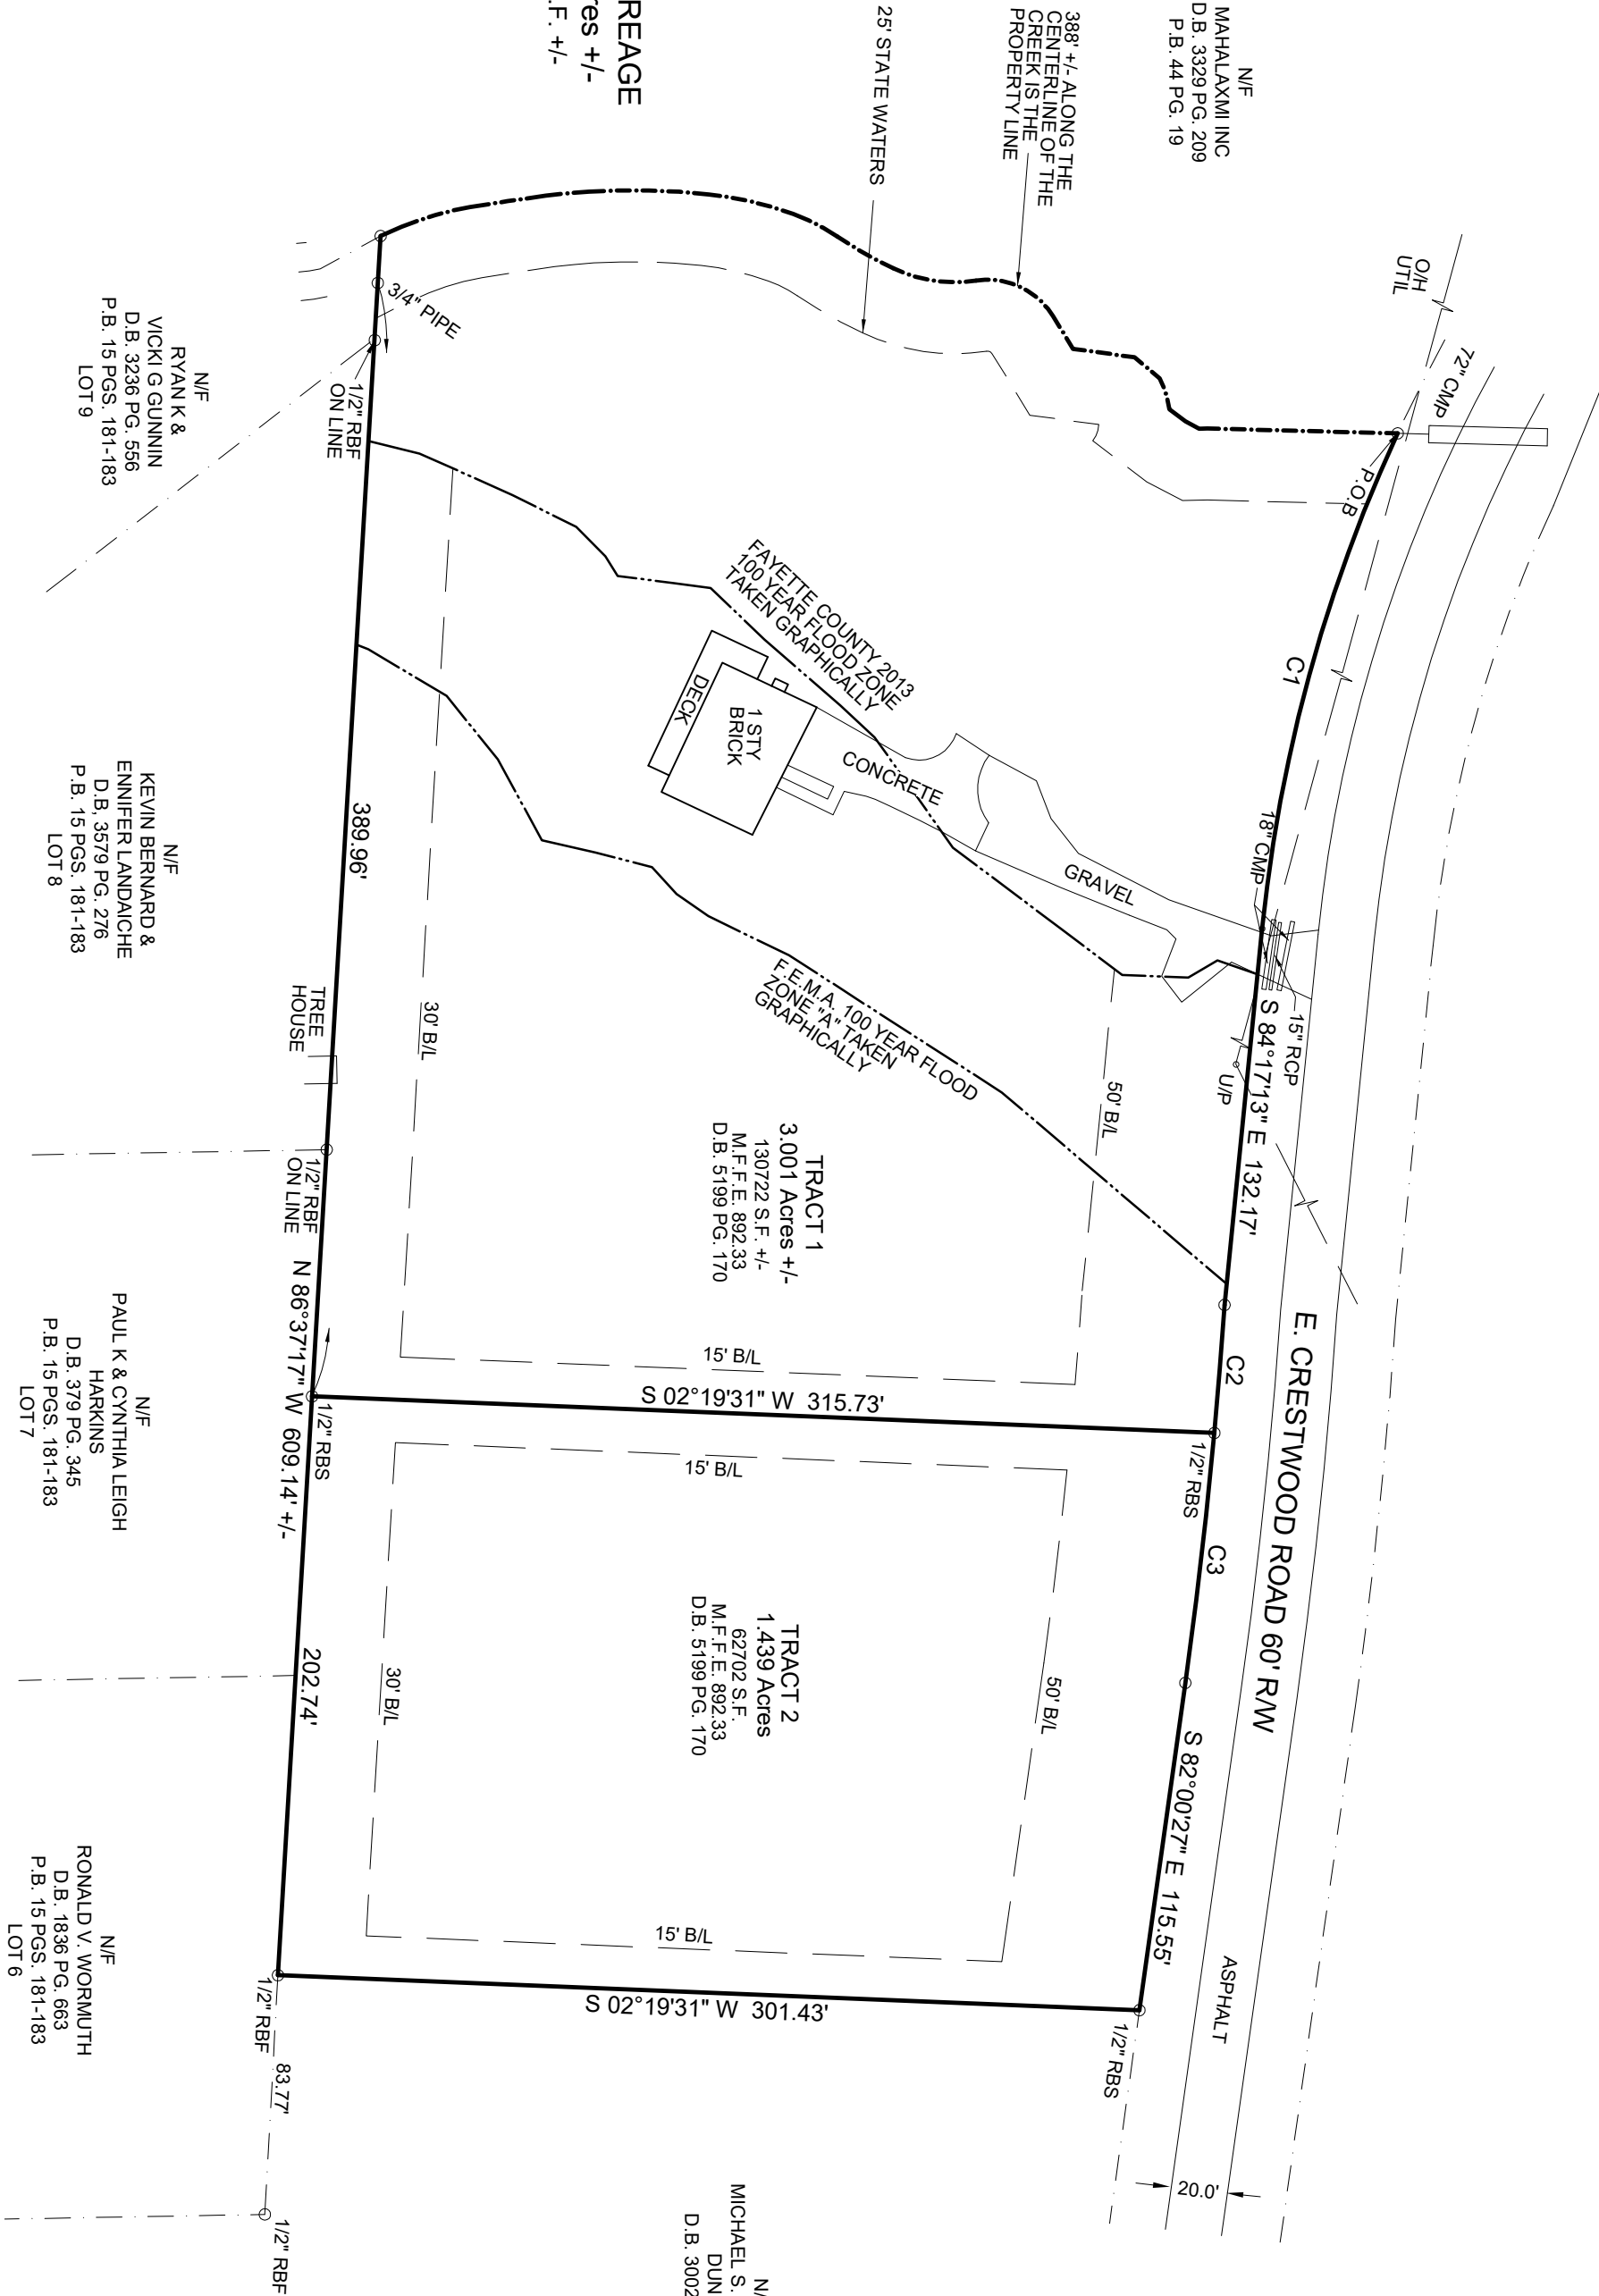 N/F
MAHALAXMI INC
D.B. 3329 PG. 209
P.B. 44 PG. 19
388' +/- ALONG THE
CENTERLINE OF THE
CREEK IS THE
PROPERTY LINE
25' STATE WATERS
REAGE
res +/-
.F. +/-
O/H
UTIL
72" CMP
P.O.B
C1
18" CMP
15" RCP
S 84°17'13" E 132.17'
U/P
C2
E. CRESTWOOD ROAD 60' R/W
1/2" RBS
C3
S 82°00'27" E 115.55'
ASPHALT
1/2" RBS
20.0'
3/4" PIPE
1/2" RBF
ON LINE
FAYETTE COUNTY 2013
100 YEAR FLOOD ZONE
TAKEN GRAPHICALLY
DECK
1 STY
BRICK
CONCRETE
GRAVEL
F.E.M.A. 100 YEAR FLOOD
ZONE "A" TAKEN
GRAPHICALLY
50' B/L
30' B/L
TRACT 1
3.001 Acres +/-
130722 S.F. +/-
M.F.F.E. 892.33
D.B. 5199 PG. 170
15' B/L
S 02°19'31" W 315.73'
15' B/L
TRACT 2
1.439 Acres
62702 S.F.
M.F.F.E. 892.33
D.B. 5199 PG. 170
50' B/L
30' B/L
15' B/L
S 02°19'31" W 301.43'
389.96'
TREE
HOUSE
1/2" RBF
ON LINE
N 86°37'17" W 609.14' +/-
1/2" RBS
202.74'
1/2" RBF
83.77'
1/2" RBF
N/F
RYAN K &
VICKI G GUNNIN
D.B. 3236 PG. 556
P.B. 15 PGS. 181-183
LOT 9
N/F
KEVIN BERNARD &
ENNIFER LANDAICHE
D.B, 3579 PG. 276
P.B. 15 PGS. 181-183
LOT 8
N/F
PAUL K & CYNTHIA LEIGH
HARKINS
D.B. 3779 PG. 345
P.B. 15 PGS. 181-183
LOT 7
N/F
RONALD V. WORMUTH
D.B. 1836 PG. 663
P.B. 15 PGS. 181-183
LOT 6
N/
MICHAEL S.
DUN
D.B. 3002